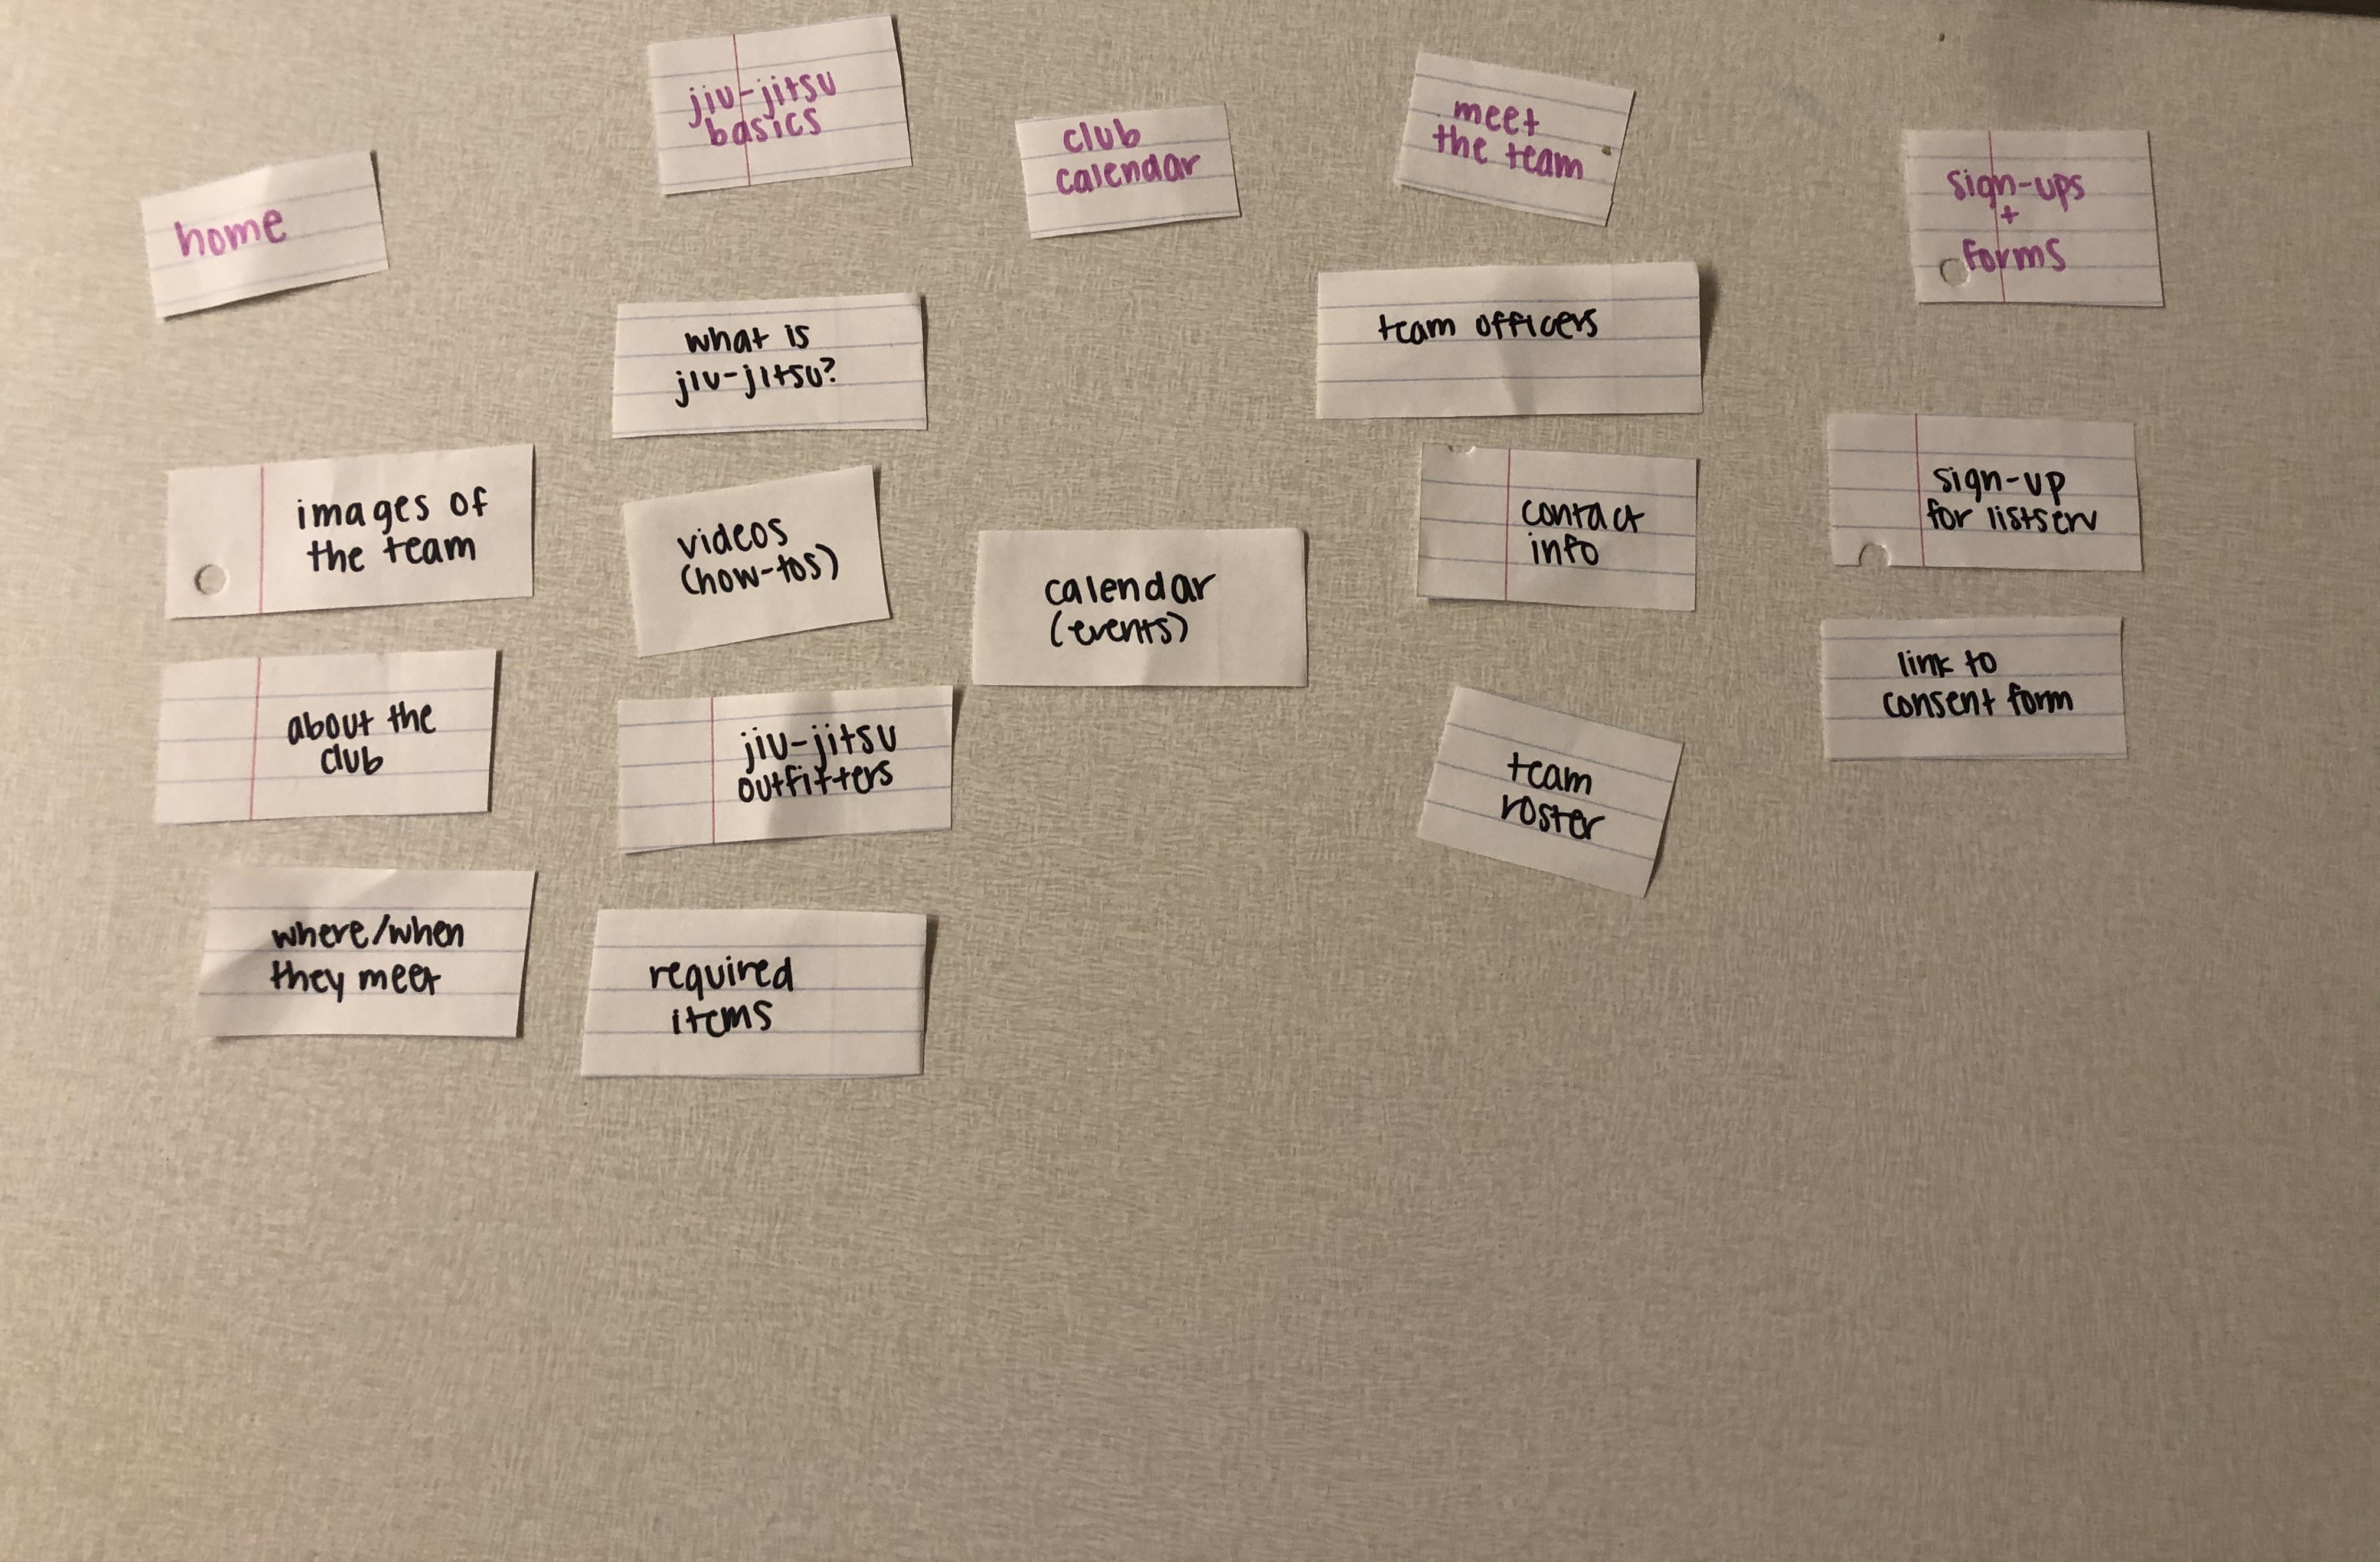 home
images of
the team
about the
club
where/when
they meet
jiu-jitsu
basics
what is
jiu-jitsu?
videos
(how-tos)
jiu-jitsu
outfitters
required
items
club
calendar
calendar
(events)
meet
the team
team officers
contact
info
team
roster
sign-ups
+
forms
sign-up
for listserv
link to
consent form